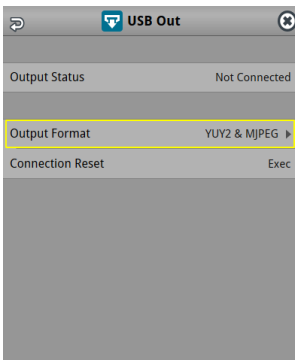 USB Out
Output Status Not Connected
Output Format YUY2 & MJPEG
Connection Reset Exec